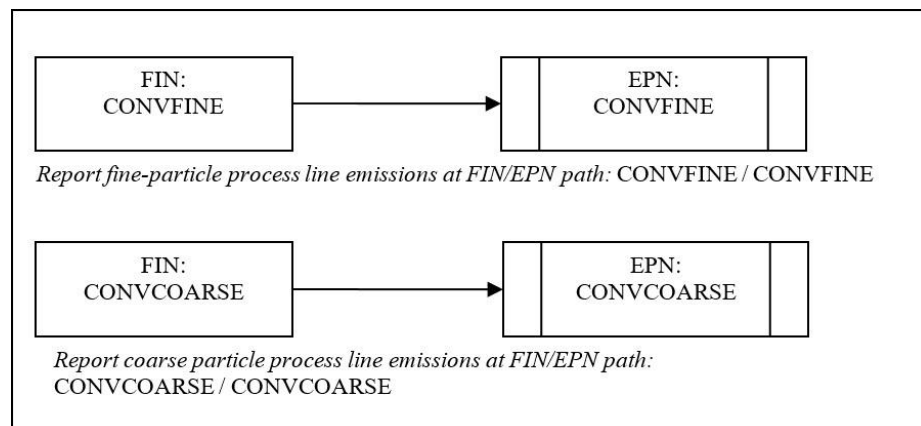 FIN:
CONVFINE
EPN:
CONVFINE
Report fine-particle process line emissions at FIN/EPN path: CONVFINE / CONVFINE
FIN:
CONVCOARSE
EPN:
CONVCOARSE
Report coarse particle process line emissions at FIN/EPN path:
CONVCOARSE / CONVCOARSE